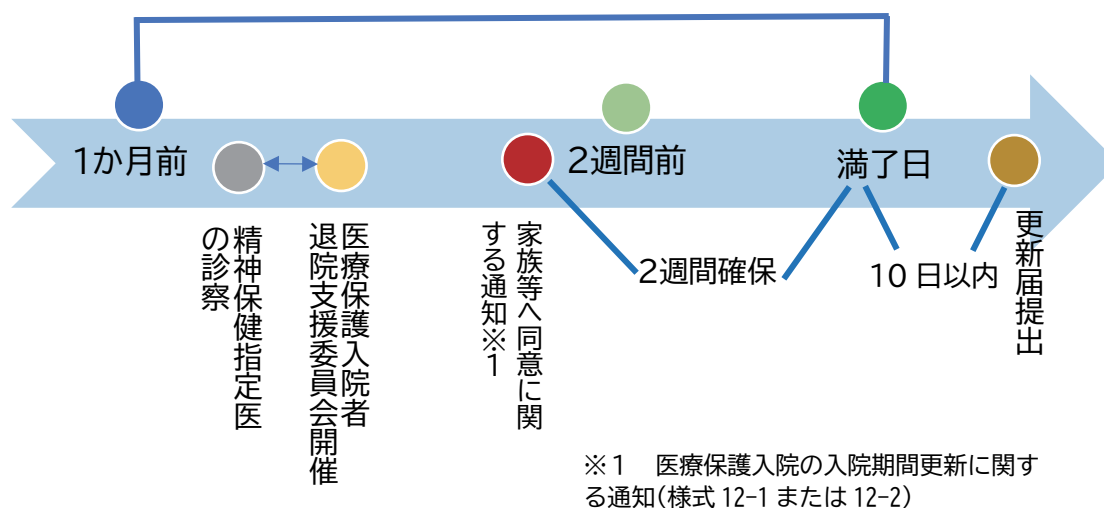 1か月前
2週間前
満了日
精神保健指定医
の診察
医療保護入院者
退院支援委員会開催
家族等へ同意に関
する通知※1
2週間確保
10日以内
更新届提出
※1　医療保護入院の入院期間更新に関す
る通知(様式 12-1 または 12-2)